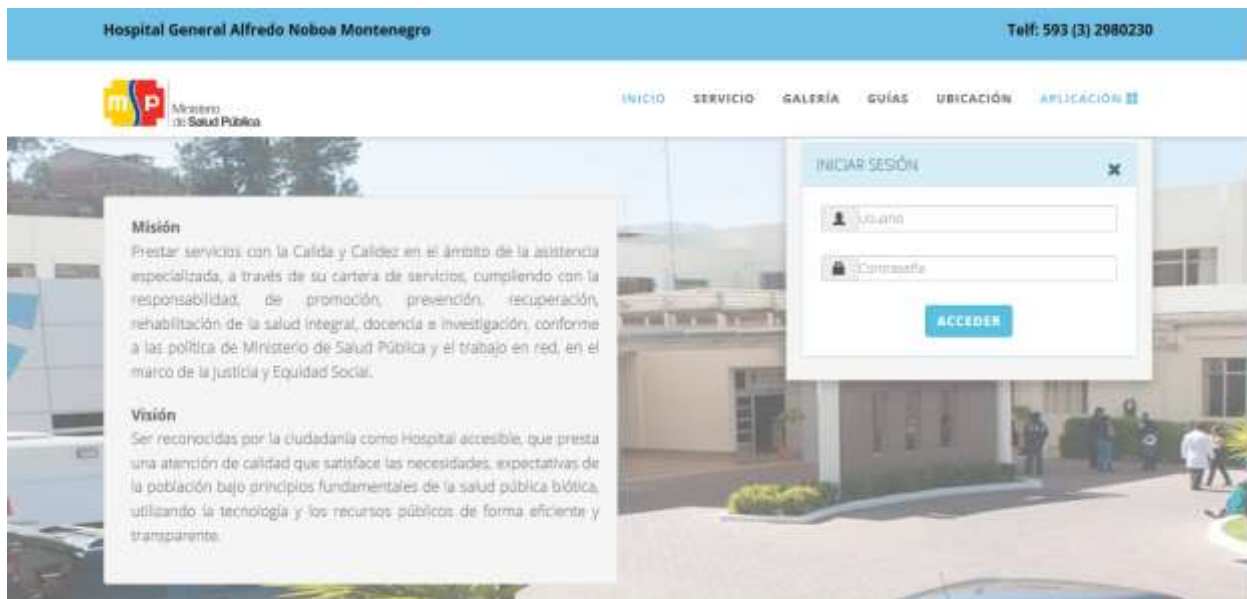 Hospital General Alfredo Noboa Montenegro
Telf: 593 (3) 2980230
m p
Ministerio
de Salud Pública
INICIO SERVICIO GALERÍA GUÍAS UBICACIÓN APLICACIÓN
INICIAR SESIÓN
Usuario
Contraseña
ACCEDER
Misión
Prestar servicios con la Calida y Calidez en el ámbito de la asistencia
especializada, a través de su cartera de servicios, cumpliendo con la
responsabilidad, de promoción, prevención, recuperación,
rehabilitación de la salud integral, docencia e investigación, conforme
a las política de Ministerio de Salud Pública y el trabajo en red, en el
marco de la justicia y Equidad Social.
Visión
Ser reconocidas por la ciudadanía como Hospital accesible, que presta
una atención de calidad que satisface las necesidades, expectativas de
la población bajo principios fundamentales de la salud pública biótica,
utilizando la tecnología y los recursos públicos de forma eficiente y
transparente.